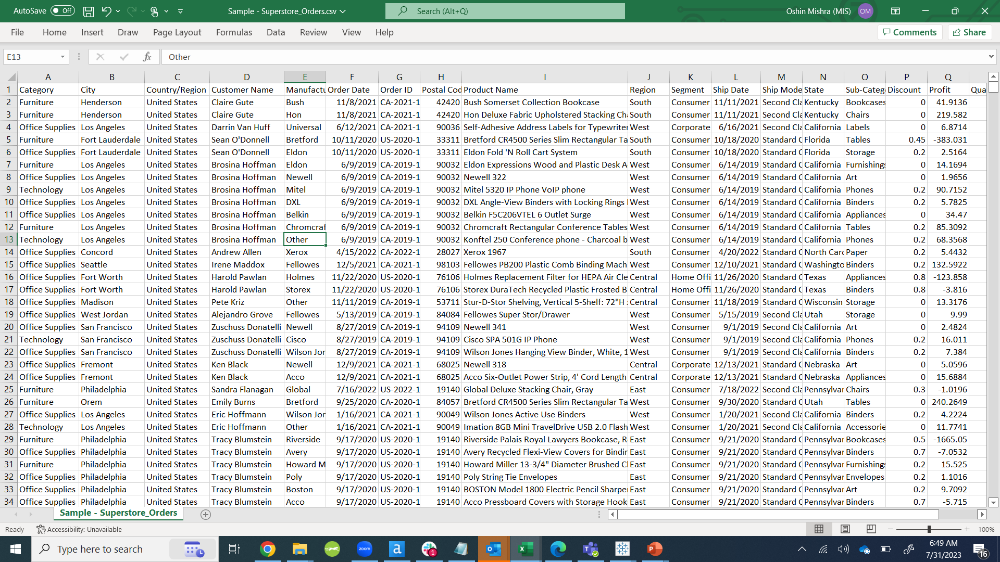 AutoSave Off Sample - Superstore_Orders.csv Search (Alt+Q) Oshin Mishra (MIS) OM
File Home Insert Draw Page Layout Formulas Data Review View Help Comments Share
E13 fx Other
A B C D E F G H I J K L M N O P Q
1 Category City Country/Region Customer Name Manufactu Order Date Order ID Postal Cod Product Name Region Segment Ship Date Ship Mode State Sub-Categ Discount Profit Qua
2 Furniture Henderson United States Claire Gute Bush 11/8/2021 CA-2021-1 42420 Bush Somerset Collection Bookcase South Consumer 11/11/2021 Second Cla Kentucky Bookcases 0 41.9136
3 Furniture Henderson United States Claire Gute Hon 11/8/2021 CA-2021-1 42420 Hon Deluxe Fabric Upholstered Stacking Cha South Consumer 11/11/2021 Second Cla Kentucky Chairs 0 219.582
4 Office Supplies Los Angeles United States Darrin Van Huff Universal 6/12/2021 CA-2021-1 90036 Self-Adhesive Address Labels for Typewriter West Corporate 6/16/2021 Second Cla California Labels 0 6.8714
5 Furniture Fort Lauderdale United States Sean O'Donnell Bretford 10/11/2020 US-2020-1 33311 Bretford CR4500 Series Slim Rectangular Ta South Consumer 10/18/2020 Standard C Florida Tables 0.45 -383.031
6 Office Supplies Fort Lauderdale United States Sean O'Donnell Eldon 10/11/2020 US-2020-1 33311 Eldon Fold 'N Roll Cart System South Consumer 10/18/2020 Standard C Florida Storage 0.2 2.5164
7 Furniture Los Angeles United States Brosina Hoffman Eldon 6/9/2019 CA-2019-1 90032 Eldon Expressions Wood and Plastic Desk A West Consumer 6/14/2019 Standard C California Furnishings 0 14.1694
8 Office Supplies Los Angeles United States Brosina Hoffman Newell 6/9/2019 CA-2019-1 90032 Newell 322 West Consumer 6/14/2019 Standard C California Art 0 1.9656
9 Technology Los Angeles United States Brosina Hoffman Mitel 6/9/2019 CA-2019-1 90032 Mitel 5320 IP Phone VoIP phone West Consumer 6/14/2019 Standard C California Phones 0.2 90.7152
10 Office Supplies Los Angeles United States Brosina Hoffman DXL 6/9/2019 CA-2019-1 90032 DXL Angle-View Binders with Locking Rings West Consumer 6/14/2019 Standard C California Binders 0.2 5.7825
11 Office Supplies Los Angeles United States Brosina Hoffman Belkin 6/9/2019 CA-2019-1 90032 Belkin F5C206VTEL 6 Outlet Surge West Consumer 6/14/2019 Standard C California Appliances 0 34.47
12 Furniture Los Angeles United States Brosina Hoffman Chromcraf 6/9/2019 CA-2019-1 90032 Chromcraft Rectangular Conference Tables West Consumer 6/14/2019 Standard C California Tables 0.2 85.3092
13 Technology Los Angeles United States Brosina Hoffman Other 6/9/2019 CA-2019-1 90032 Konftel 250 Conference phone - Charcoal b West Consumer 6/14/2019 Standard C California Phones 0.2 68.3568
14 Office Supplies Concord United States Andrew Allen Xerox 4/15/2022 CA-2022-1 28027 Xerox 1967 South Consumer 4/20/2022 Standard C North Caro Paper 0.2 5.4432
15 Office Supplies Seattle United States Irene Maddox Fellowes 12/5/2021 CA-2021-1 98103 Fellowes PB200 Plastic Comb Binding Mach West Consumer 12/10/2021 Standard C Washingto Binders 0.2 132.5922
16 Office Supplies Fort Worth United States Harold Pawlan Holmes 11/22/2020 US-2020-1 76106 Holmes Replacement Filter for HEPA Air Cle Central Home Offi 11/26/2020 Standard C Texas Appliances 0.8 -123.858
17 Office Supplies Fort Worth United States Harold Pawlan Storex 11/22/2020 US-2020-1 76106 Storex DuraTech Recycled Plastic Frosted B Central Home Offi 11/26/2020 Standard C Texas Binders 0.8 -3.816
18 Office Supplies Madison United States Pete Kriz Other 11/11/2019 CA-2019-1 53711 Stur-D-Stor Shelving, Vertical 5-Shelf: 72"H Central Consumer 11/18/2019 Standard C Wisconsin Storage 0 13.3176
19 Office Supplies West Jordan United States Alejandro Grove Fellowes 5/13/2019 CA-2019-1 84084 Fellowes Super Stor/Drawer West Consumer 5/15/2019 Second Cla Utah Storage 0 9.99
20 Office Supplies San Francisco United States Zuschuss Donatelli Newell 8/27/2019 CA-2019-1 94109 Newell 341 West Consumer 9/1/2019 Second Cla California Art 0 2.4824
21 Technology San Francisco United States Zuschuss Donatelli Cisco 8/27/2019 CA-2019-1 94109 Cisco SPA 501G IP Phone West Consumer 9/1/2019 Second Cla California Phones 0.2 16.011
22 Office Supplies San Francisco United States Zuschuss Donatelli Wilson Jor 8/27/2019 CA-2019-1 94109 Wilson Jones Hanging View Binder, White, 1 West Consumer 9/1/2019 Second Cla California Binders 0.2 7.384
23 Office Supplies Fremont United States Ken Black Newell 12/9/2021 CA-2021-1 68025 Newell 318 Central Corporate 12/13/2021 Standard C Nebraska Art 0 5.0596
24 Office Supplies Fremont United States Ken Black Acco 12/9/2021 CA-2021-1 68025 Acco Six-Outlet Power Strip, 4' Cord Length Central Corporate 12/13/2021 Standard C Nebraska Appliances 0 15.6884
25 Furniture Philadelphia United States Sandra Flanagan Global 7/16/2022 US-2022-1 19140 Global Deluxe Stacking Chair, Gray East Consumer 7/18/2022 Second Cla Pennsylvar Chairs 0.3 -1.0196
26 Furniture Orem United States Emily Burns Bretford 9/25/2020 CA-2020-1 84057 Bretford CR4500 Series Slim Rectangular Ta West Consumer 9/30/2020 Standard C Utah Tables 0 240.2649
27 Office Supplies Los Angeles United States Eric Hoffmann Wilson Jor 1/16/2021 CA-2021-1 90049 Wilson Jones Active Use Binders West Consumer 1/20/2021 Second Cla California Binders 0.2 4.2224
28 Technology Los Angeles United States Eric Hoffmann Other 1/16/2021 CA-2021-1 90049 Imation 8GB Mini TravelDrive USB 2.0 Flash West Consumer 1/20/2021 Second Cla California Accessorie 0 11.7741
29 Furniture Philadelphia United States Tracy Blumstein Riverside 9/17/2020 US-2020-1 19140 Riverside Palais Royal Lawyers Bookcase, R East Consumer 9/21/2020 Standard C Pennsylvar Bookcases 0.5 -1665.05
30 Office Supplies Philadelphia United States Tracy Blumstein Avery 9/17/2020 US-2020-1 19140 Avery Recycled Flexi-View Covers for Bindir East Consumer 9/21/2020 Standard C Pennsylvar Binders 0.7 -7.0532
31 Furniture Philadelphia United States Tracy Blumstein Howard M 9/17/2020 US-2020-1 19140 Howard Miller 13-3/4" Diameter Brushed Cl East Consumer 9/21/2020 Standard C Pennsylvar Furnishings 0.2 15.525
32 Office Supplies Philadelphia United States Tracy Blumstein Poly 9/17/2020 US-2020-1 19140 Poly String Tie Envelopes East Consumer 9/21/2020 Standard C Pennsylvar Envelopes 0.2 1.1016
33 Office Supplies Philadelphia United States Tracy Blumstein Boston 9/17/2020 US-2020-1 19140 BOSTON Model 1800 Electric Pencil Sharpe East Consumer 9/21/2020 Standard C Pennsylvar Art 0.2 9.7092
34 Office Supplies Philadelphia United States Tracy Blumstein Acco 9/17/2020 US-2020-1 19140 Acco Pressboard Covers with Storage Hook East Consumer 9/21/2020 Standard C Pennsylvar Binders 0.7 -5.715
Sample - Superstore_Orders
Ready Accessibility: Unavailable 100%
Type here to search zoom a 1 6:49 AM
7/31/2023 16